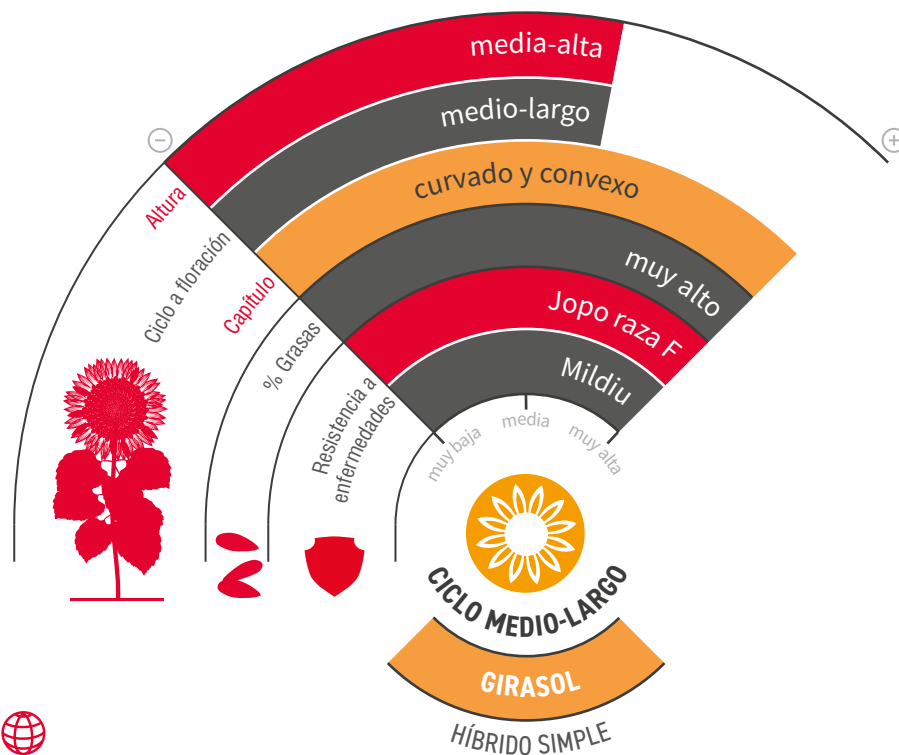 media-alta
medio-largo
curvado y convexo
muy alto
Jopo raza F
Mildiu
Altura
Ciclo a floración
Capítulo
% Grasas
Resistencia a
enfermedades
muy baja
media
muy alta
CICLO MEDIO-LARGO
GIRASOL
HÍBRIDO SIMPLE